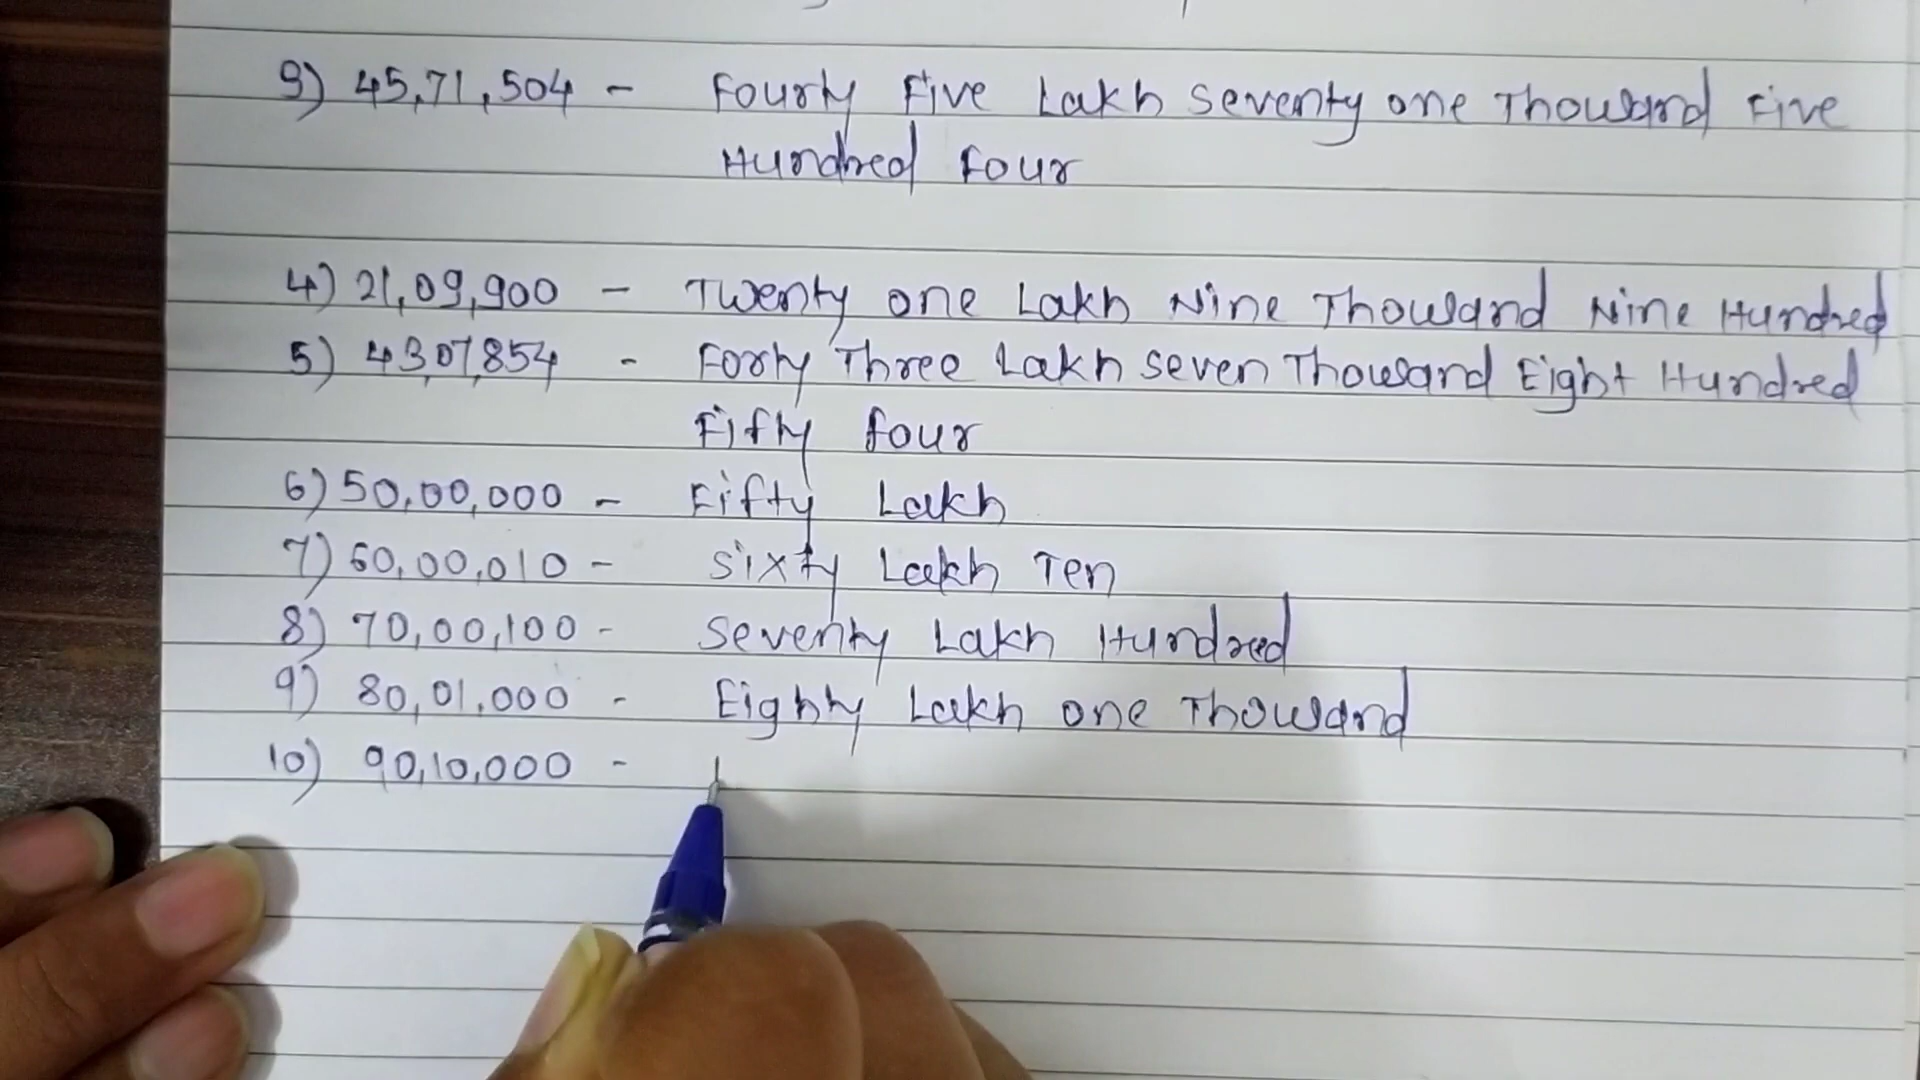 3) 45,71,504 - Fourty Five Lakh Seventy one Thousand Five
Hundred Four
4) 21,09,900 - Twenty one Lakh Nine Thousand Nine Hundred
5) 43,07,854 - Forty Three Lakh Seven Thousand Eight Hundred
Fifty four
6) 50,00,000 - Fifty Lakh
7) 60,00,010 - Sixty Lakh Ten
8) 70,00,100 - Seventy Lakh Hundred
9) 80,01,000 - Eighty Lakh one Thousand
10) 90,10,000 -